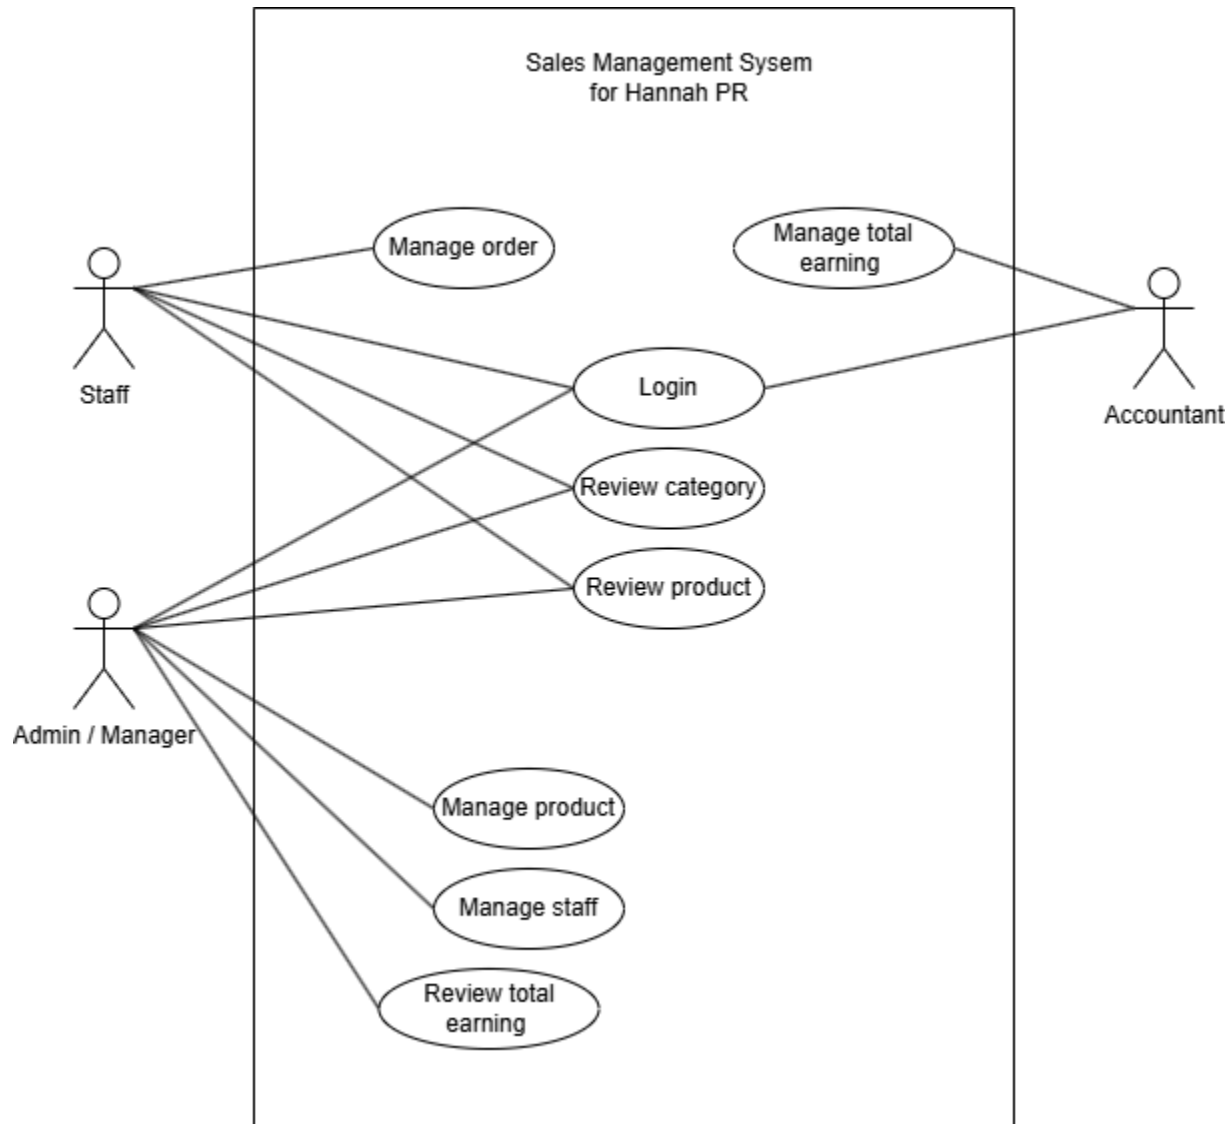 Sales Management Sysem
for Hannah PR
Manage order
Manage total
earning
Staff
Login
Accountant
Review category
Review product
Admin / Manager
Manage product
Manage staff
Review total
earning